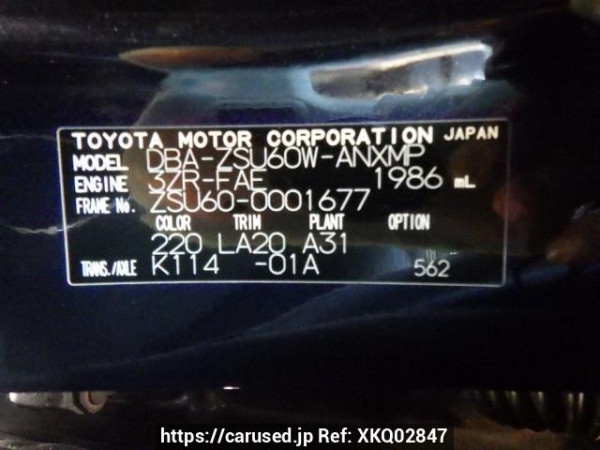 TOYOTA MOTOR CORPORATION JAPAN
MODEL DBA-ZSU60W-ANXMP
ENGINE 3ZR-FAE 1986 mL
FRAME No. ZSU60-0001677
COLOR TRIM PLANT OPTION
220 LA20 A31
TRANS./AXLE K114 -01A 562
https://carused.jp Ref: XKQ02847